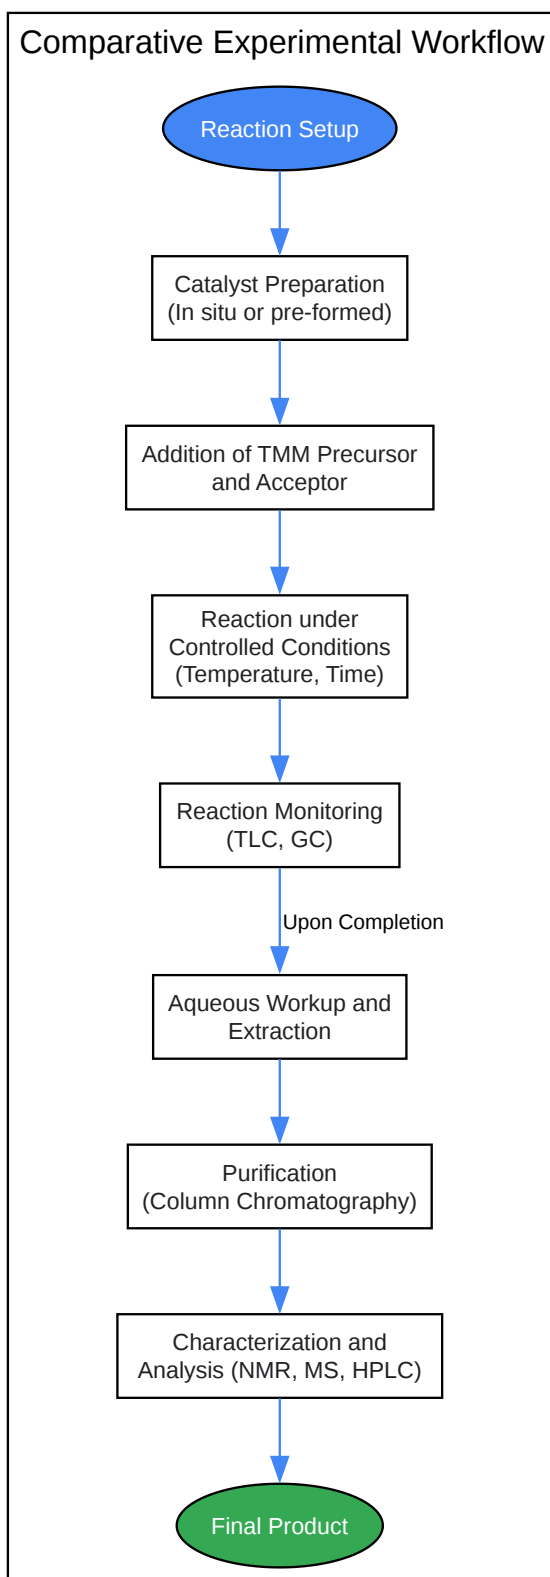 Comparative Experimental Workflow
Reaction Setup
Catalyst Preparation
(In situ or pre-formed)
Addition of TMM Precursor
and Acceptor
Reaction under
Controlled Conditions
(Temperature, Time)
Reaction Monitoring
(TLC, GC)
Upon Completion
Aqueous Workup and
Extraction
Purification
(Column Chromatography)
Characterization and
Analysis (NMR, MS, HPLC)
Final Product